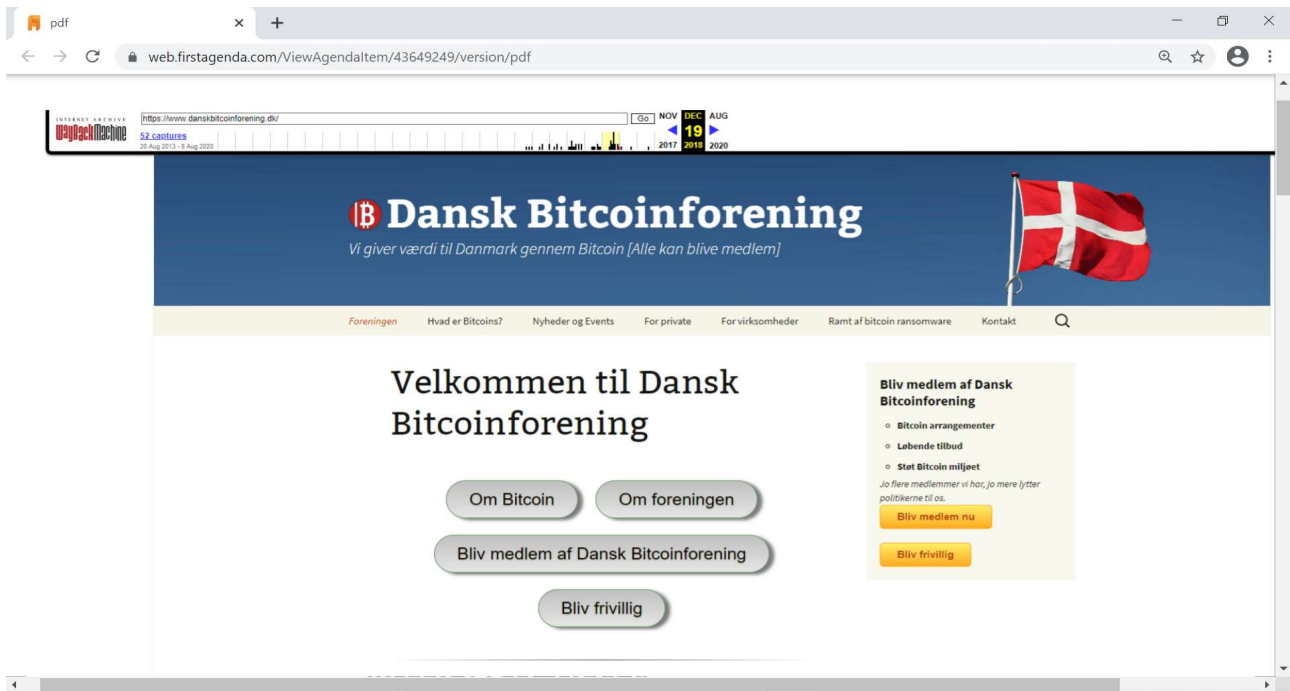 pdf
web.firstagenda.com/ViewAgendaItem/43649249/version/pdf
INTERNET ARCHIVE
WayBackMachine
https://www.danskbitcoinforening.dk/
Go
NOV DEC AUG
52 captures
19
20 Aug 2013 - 8 Aug 2020
2017 2018 2020
Dansk Bitcoinforening
Vi giver værdi til Danmark gennem Bitcoin [Alle kan blive medlem]
Foreningen Hvad er Bitcoins? Nyheder og Events For private For virksomheder Ramt af bitcoin ransomware Kontakt
Velkommen til Dansk
Bitcoinforening
Om Bitcoin Om foreningen
Bliv medlem af Dansk Bitcoinforening
Bliv frivillig
Bliv medlem af Dansk
Bitcoinforening
Bitcoin arrangementer
Løbende tilbud
Støt Bitcoin miljøet
Jo flere medlemmer vi har, jo mere lytter
politikerne til os.
Bliv medlem nu
Bliv frivillig